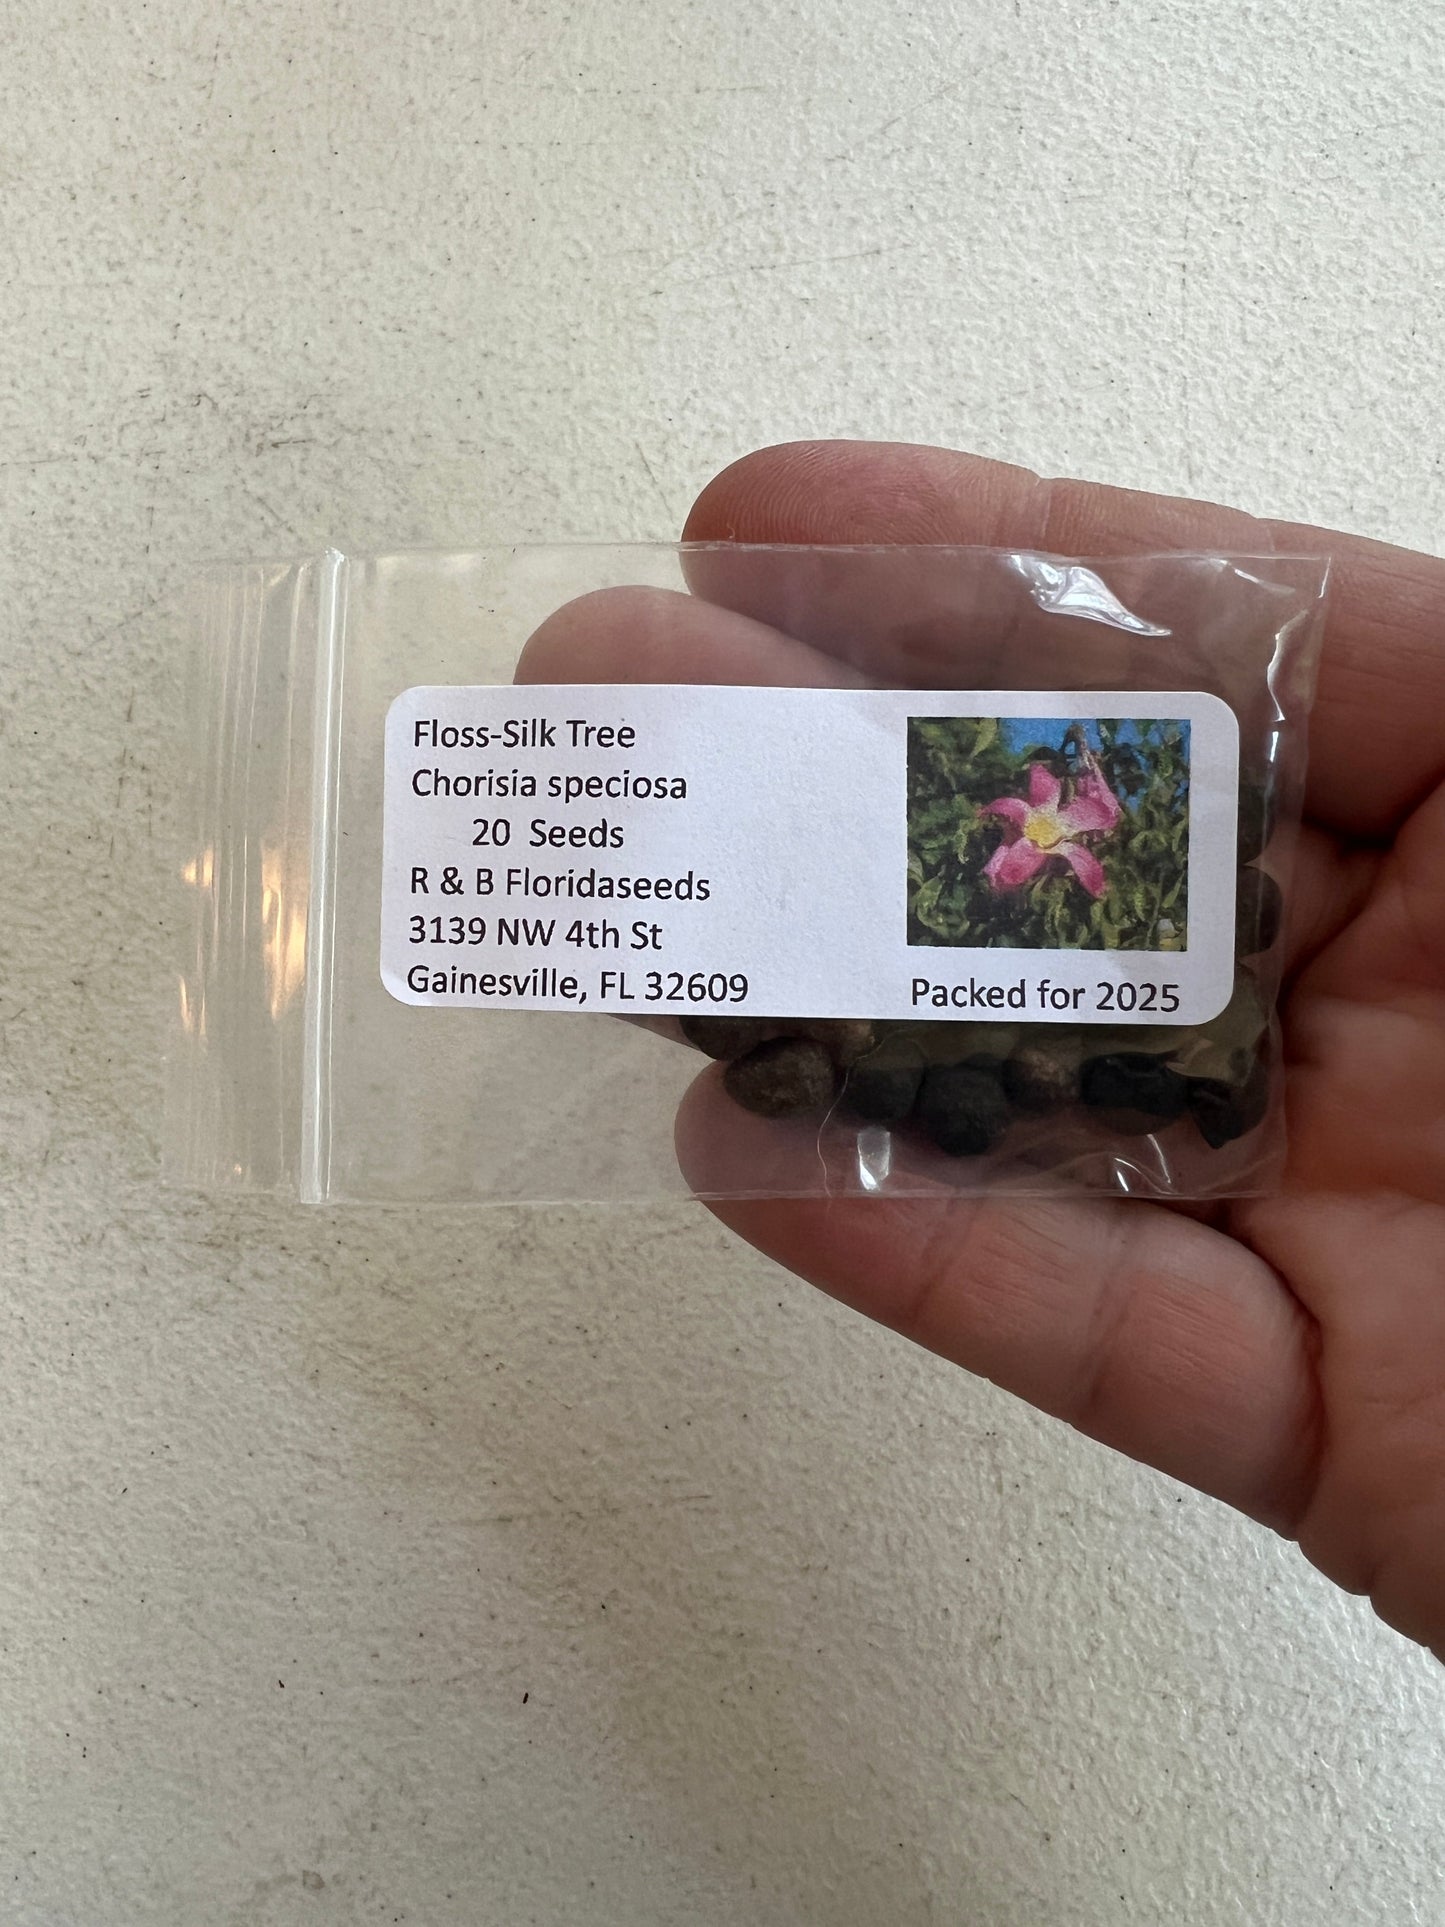 Floss-Silk Tree
Chorisia speciosa
20 Seeds
R & B Floridaseeds
3139 NW 4th St
Gainesville, FL 32609
Packed for 2025